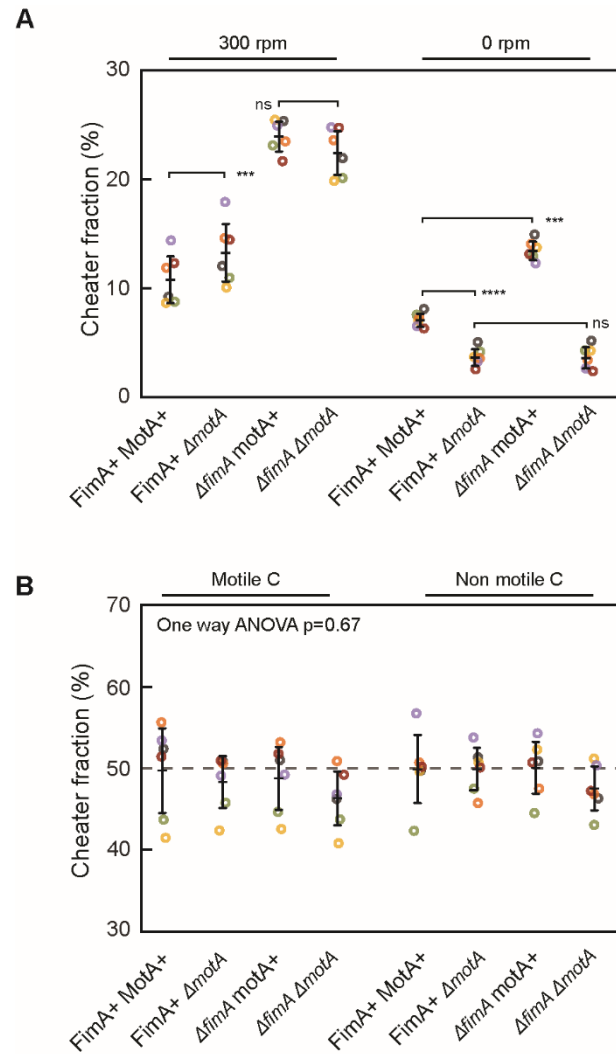 A
300 rpm
0 rpm
30
20
10
0
Cheater fraction (%)
ns
***
***
****
ns
FimA+ MotA+
FimA+ ΔmotA
ΔfimA motA+
ΔfimA ΔmotA
FimA+ MotA+
FimA+ ΔmotA
ΔfimA motA+
ΔfimA ΔmotA
B
Motile C
Non motile C
70
60
50
40
30
Cheater fraction (%)
One way ANOVA p=0.67
FimA+ MotA+
FimA+ ΔmotA
ΔfimA motA+
ΔfimA ΔmotA
FimA+ MotA+
FimA+ ΔmotA
ΔfimA motA+
ΔfimA ΔmotA